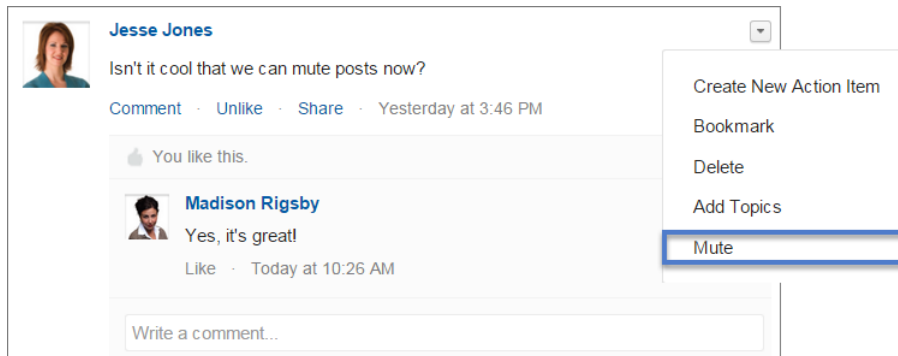 Jesse Jones
Isn't it cool that we can mute posts now?
Comment · Unlike · Share · Yesterday at 3:46 PM
You like this.
Madison Rigsby
Yes, it's great!
Like · Today at 10:26 AM
Write a comment...
Create New Action Item
Bookmark
Delete
Add Topics
Mute